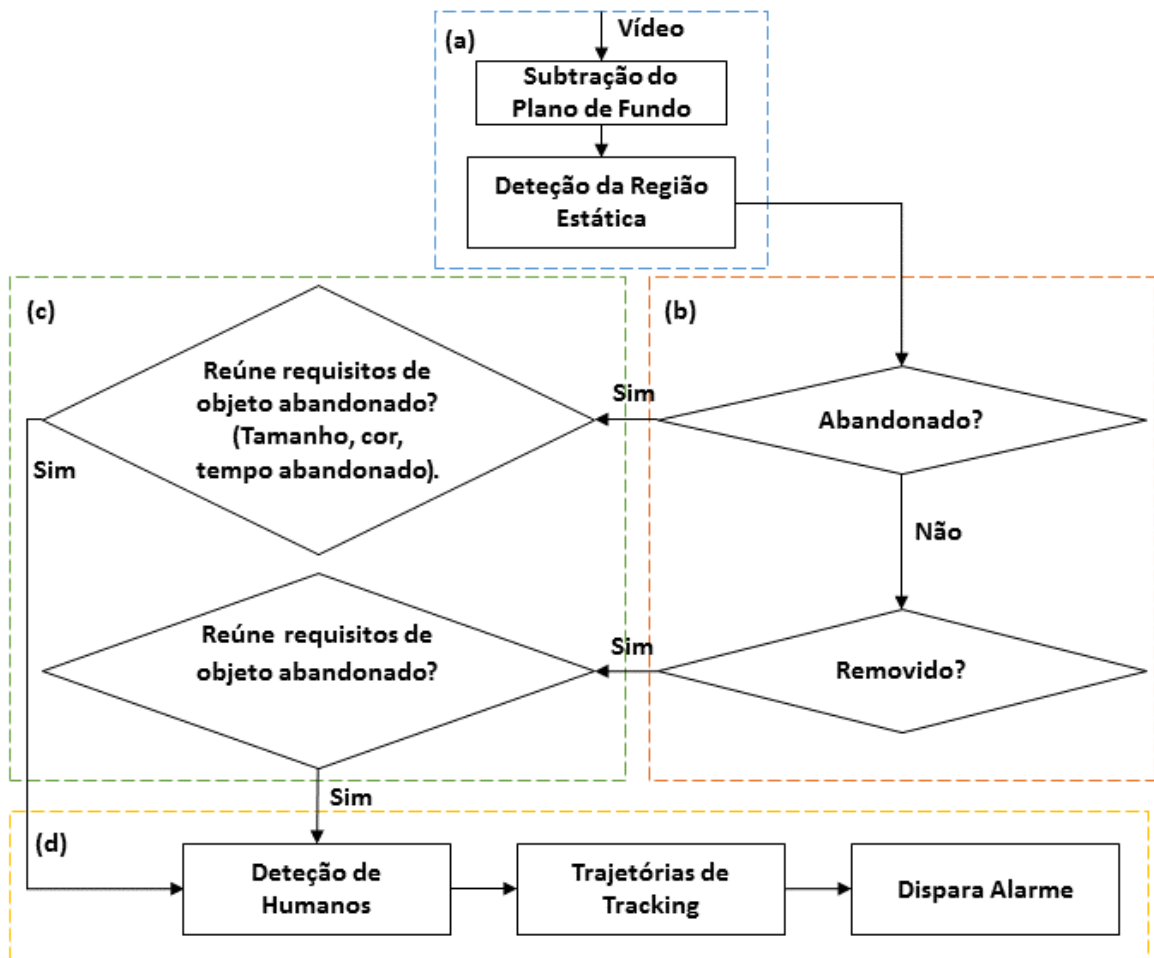 (a)
Vídeo
Subtração do
Plano de Fundo
Deteção da Região
Estática
(c)
(b)
Reúne requisitos de
objeto abandonado?
(Tamanho, cor,
tempo abandonado).
Sim
Abandonado?
Sim
Não
Reúne requisitos de
objeto abandonado?
Sim
Removido?
Sim
(d)
Deteção de
Humanos
Trajetórias de
Tracking
Dispara Alarme